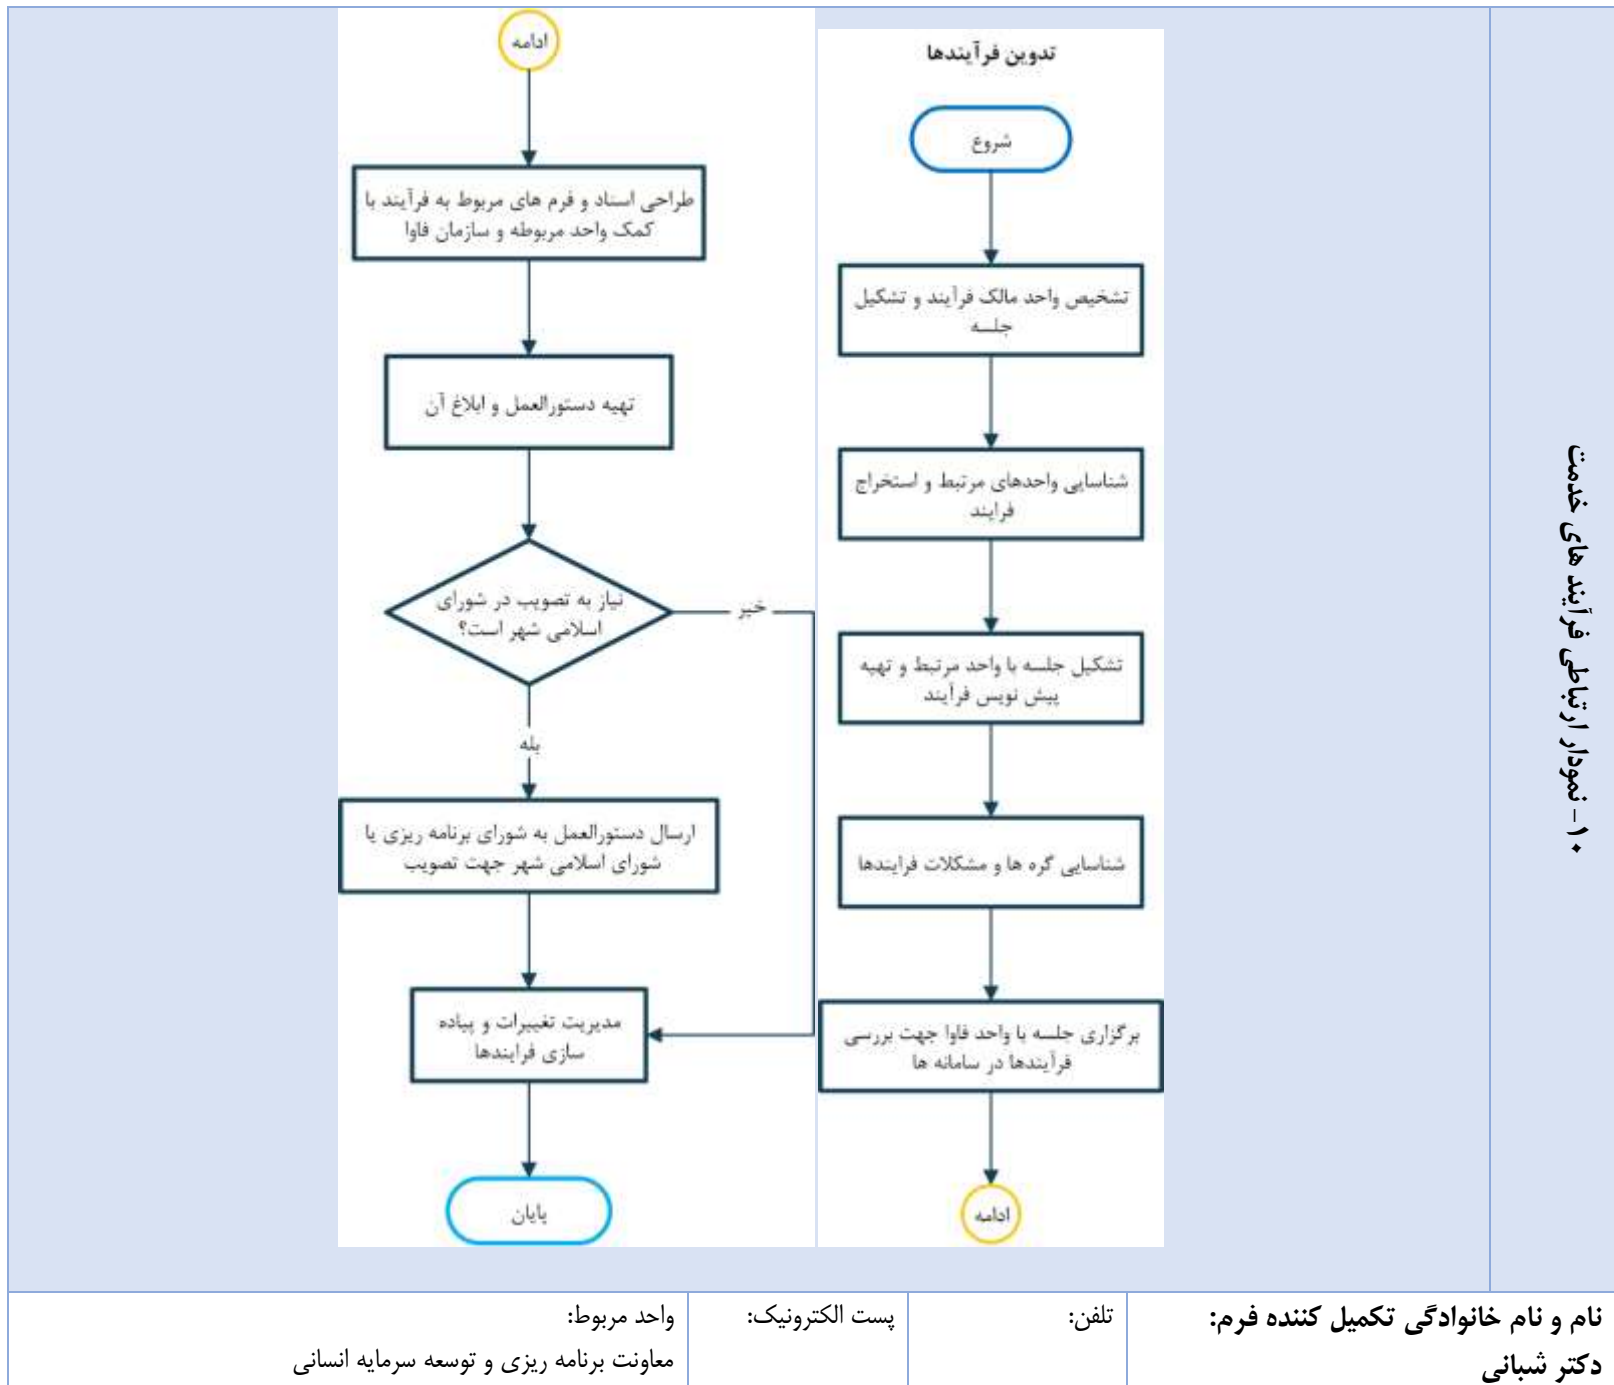 ۱۰- نمودار ارتباطی فرآیند های خدمت
تدوین فرآیندها
شروع
تشخیص واحد مالک فرآیند و تشکیل
جلسه
شناسایی واحدهای مرتبط و استخراج
فرایند
تشکیل جلسه با واحد مرتبط و تهیه
پیش نویس فرآیند
شناسایی گره ها و مشکلات فرایندها
برگزاری جلسه با واحد فاوا جهت بررسی
فرآیندها در سامانه ها
ادامه
ادامه
طراحی اسناد و فرم های مربوط به فرآیند با
کمک واحد مربوطه و سازمان فاوا
تهیه دستورالعمل و ابلاغ آن
نیاز به تصویب در شورای
اسلامی شهر است؟
خیر
بله
ارسال دستورالعمل به شورای برنامه ریزی یا
شورای اسلامی شهر جهت تصویب
مدیریت تغییرات و پیاده
سازی فرایندها
پایان
نام و نام خانوادگی تکمیل کننده فرم:
دکتر شبانی
تلفن:
پست الکترونیک:
واحد مربوط:
معاونت برنامه ریزی و توسعه سرمایه انسانی